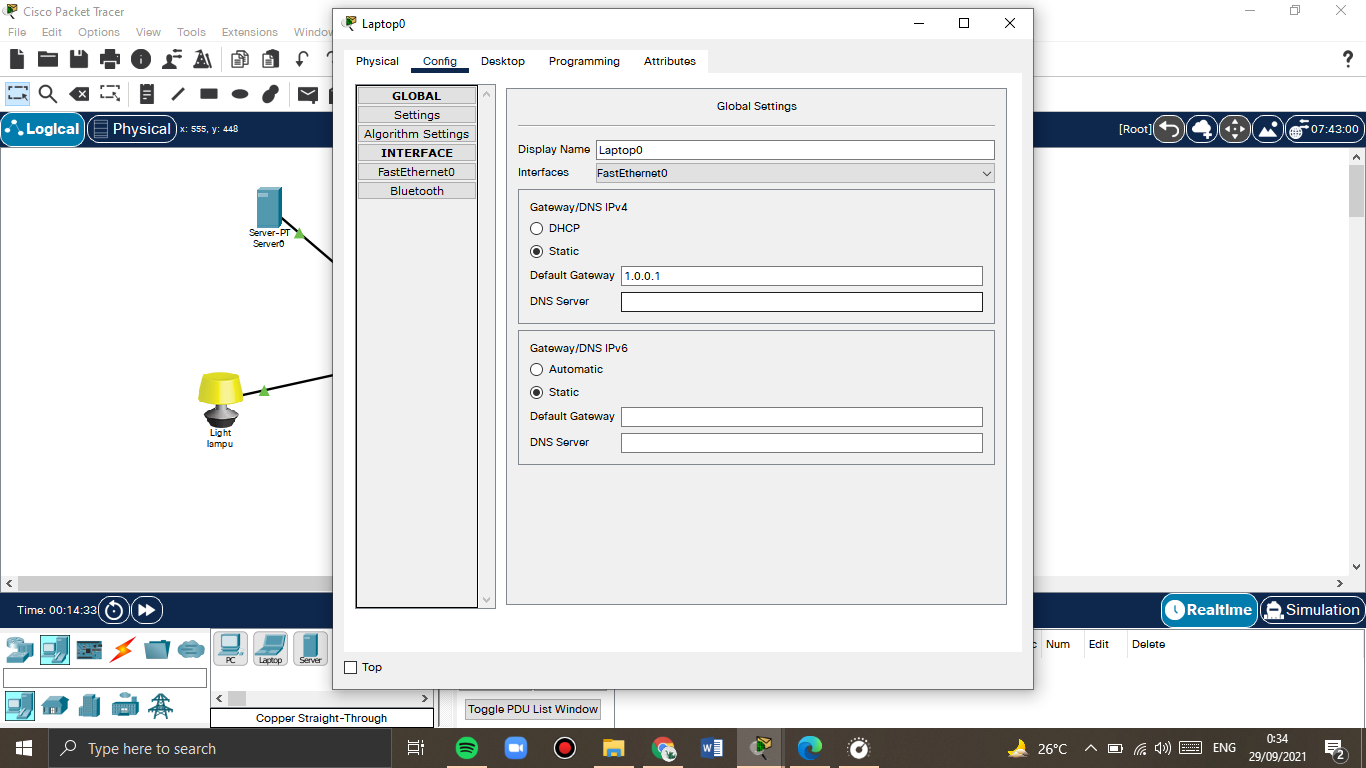 Cisco Packet Tracer
File Edit Options View Tools Extensions Window
Logical
Physical
x: 555, y: 448
[Root]
07:43:00
Server-PT
Server0
Light
lampu
Laptop0
Physical Config Desktop Programming Attributes
GLOBAL
Settings
Algorithm Settings
INTERFACE
FastEthernet0
Bluetooth
Global Settings
Display Name Laptop0
Interfaces FastEthernet0
Gateway/DNS IPv4
DHCP
Static
Default Gateway 1.0.0.1
DNS Server
Gateway/DNS IPv6
Automatic
Static
Default Gateway
DNS Server
Top
Time: 00:14:33
Realtime
Simulation
PC
Laptop
Server
Copper Straight-Through
Toggle PDU List Window
Num Edit Delete
Type here to search
26°C
ENG
0:34
29/09/2021
2